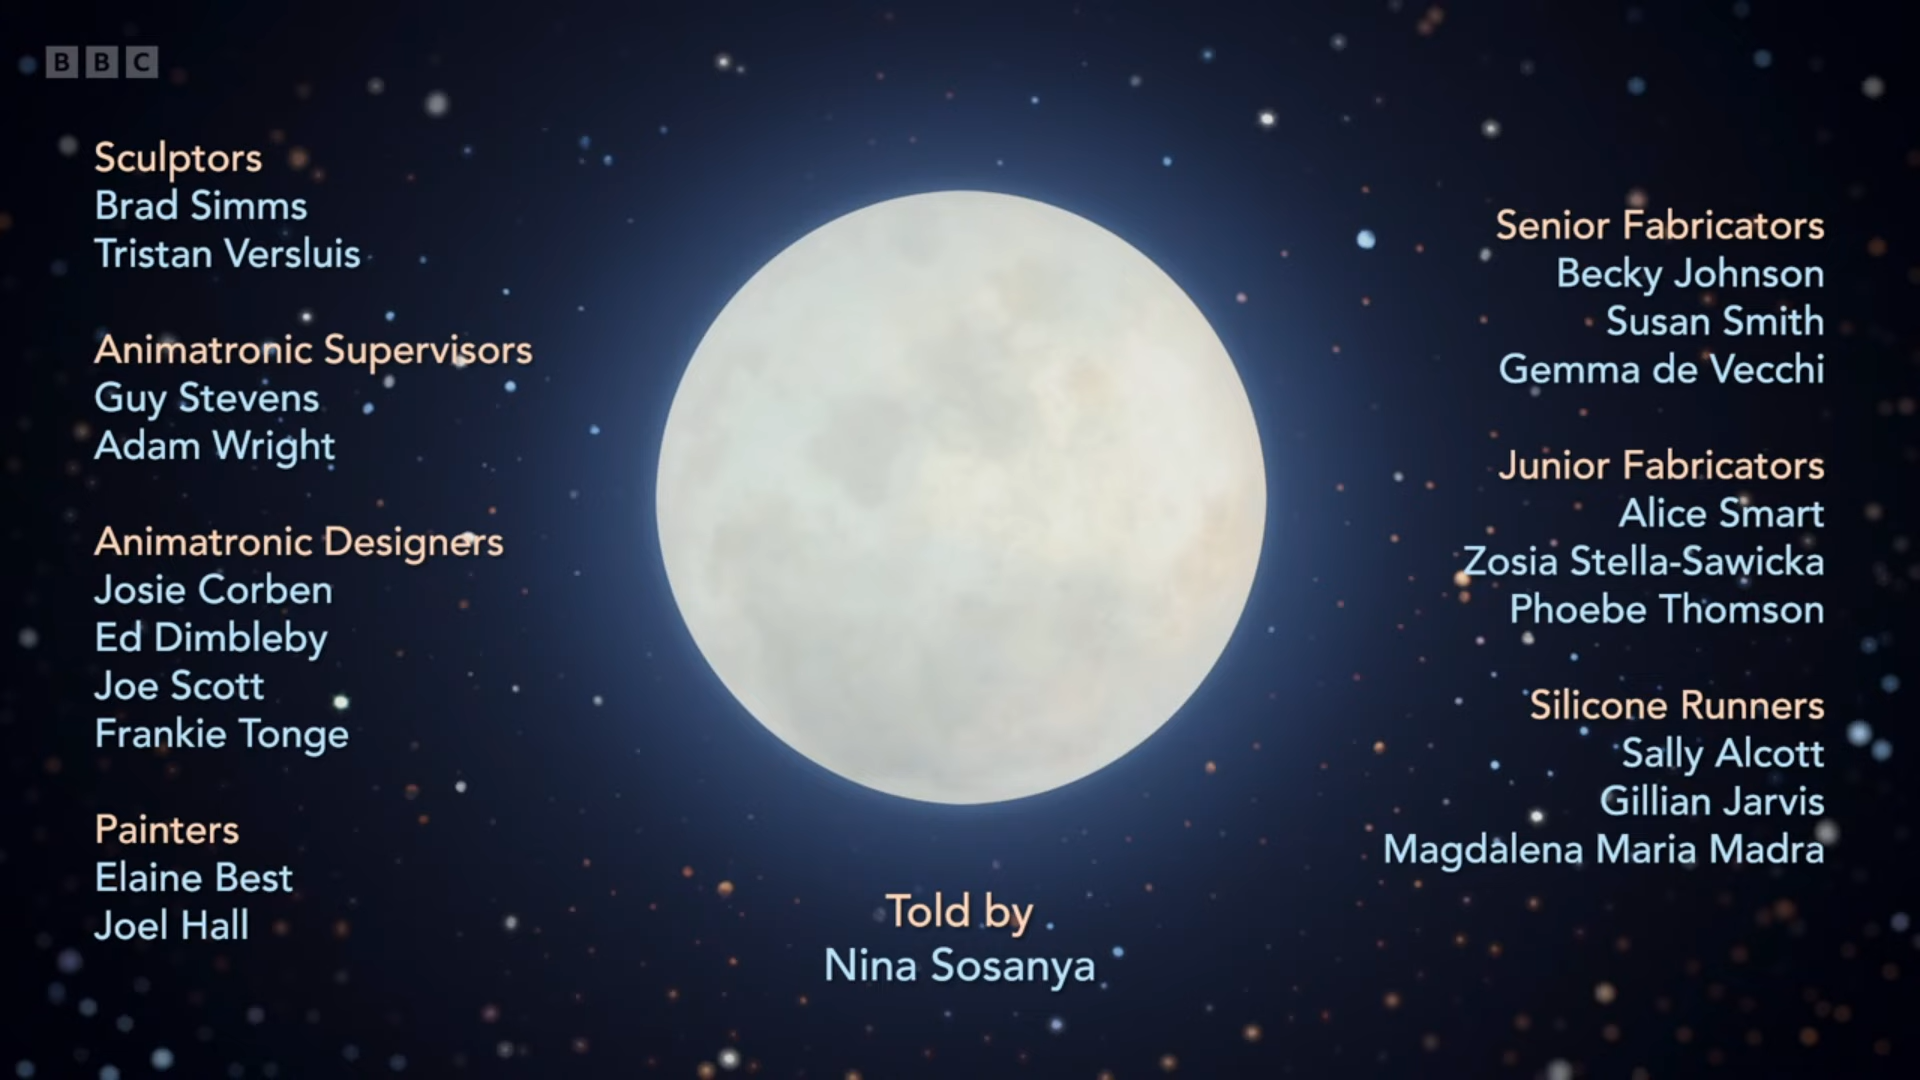 BBC
Sculptors
Brad Simms
Tristan Versluis
Animatronic Supervisors
Guy Stevens
Adam Wright
Animatronic Designers
Josie Corben
Ed Dimbleby
Joe Scott
Frankie Tonge
Painters
Elaine Best
Joel Hall
Told by
Nina Sosanya
Senior Fabricators
Becky Johnson
Susan Smith
Gemma de Vecchi
Junior Fabricators
Alice Smart
Zosia Stella-Sawicka
Phoebe Thomson
Silicone Runners
Sally Alcott
Gillian Jarvis
Magdalena Maria Madra